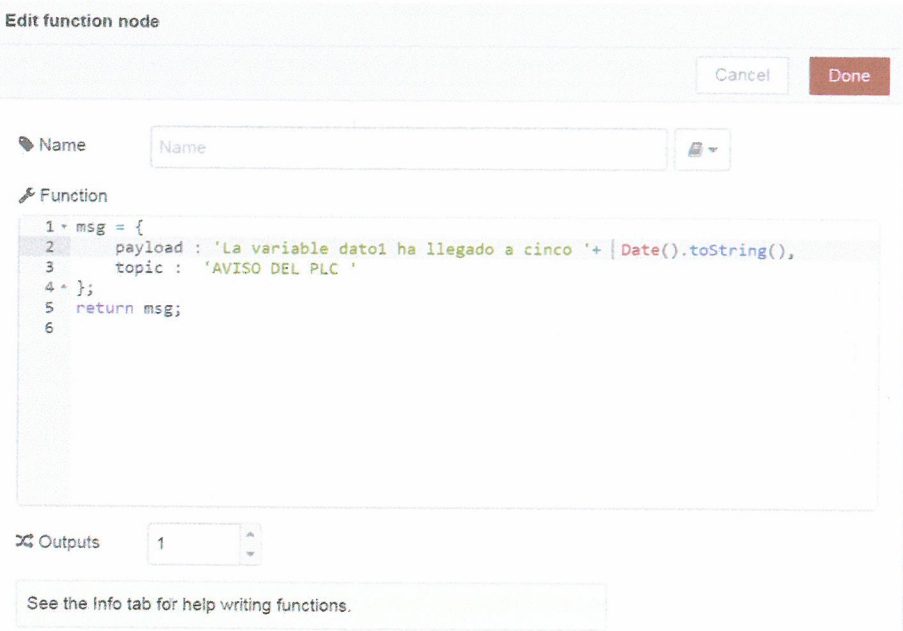 Edit function node
Cancel
Done
Name
Name
Function
1 msg = {
2 payload : 'La variable dato1 ha llegado a cinco '+ Date().toString(),
3 topic : 'AVISO DEL PLC '
4 };
5 return msg;
6
Outputs
1
See the Info tab for help writing functions.